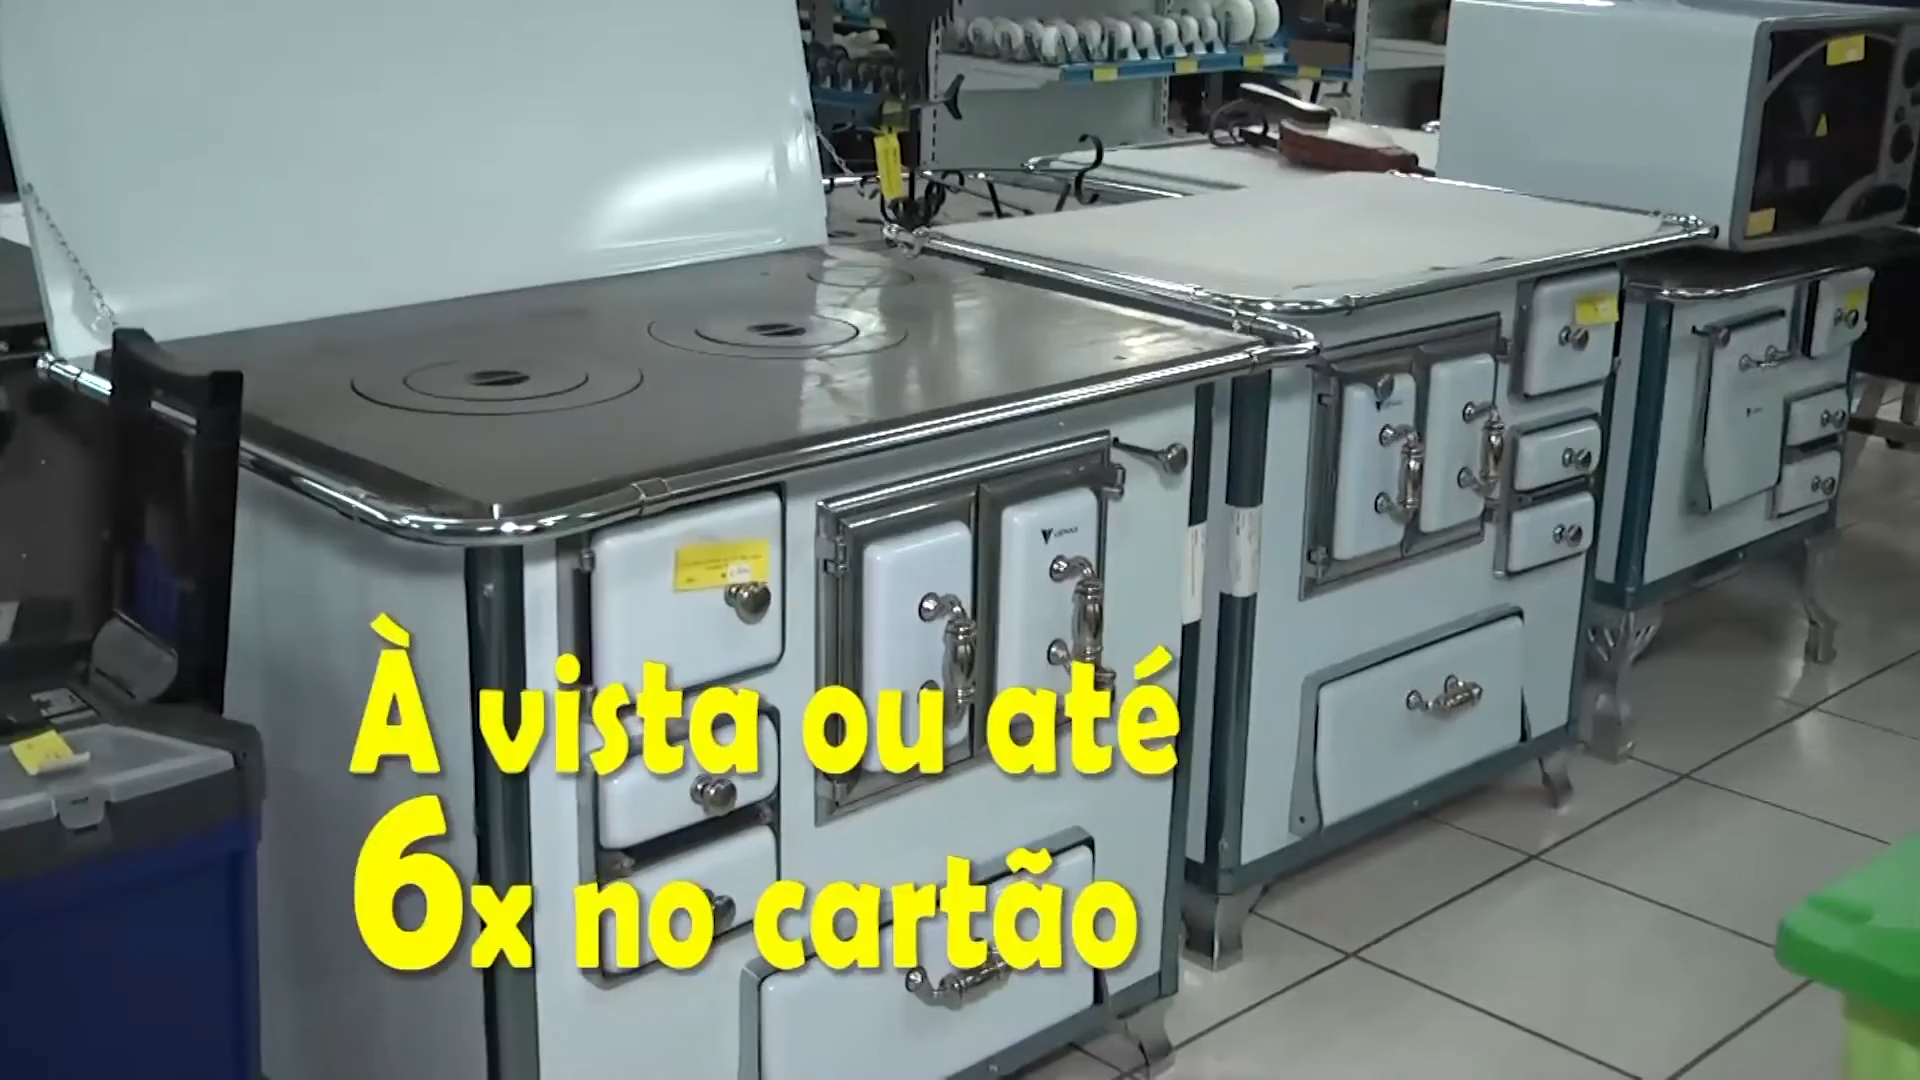 À vista ou até
6x no cartão